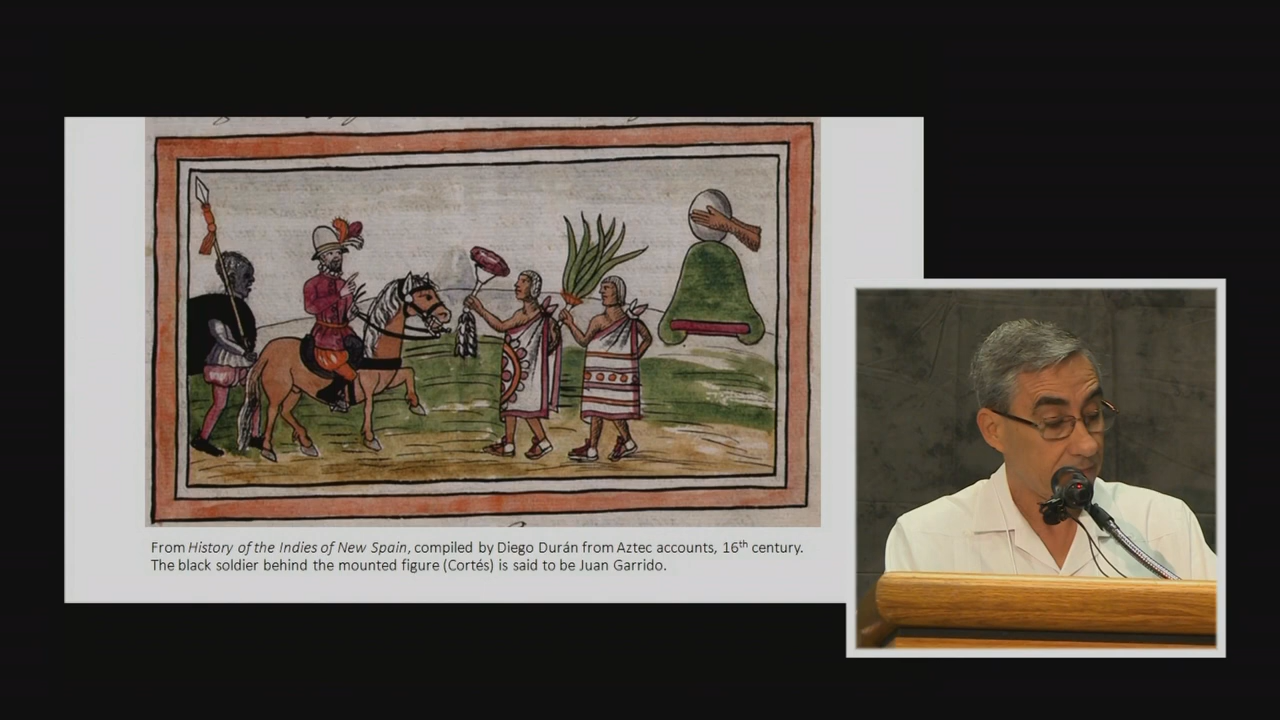 From History of the Indies of New Spain, compiled by Diego Durán from Aztec accounts, 16th century.
The black soldier behind the mounted figure (Cortés) is said to be Juan Garrido.